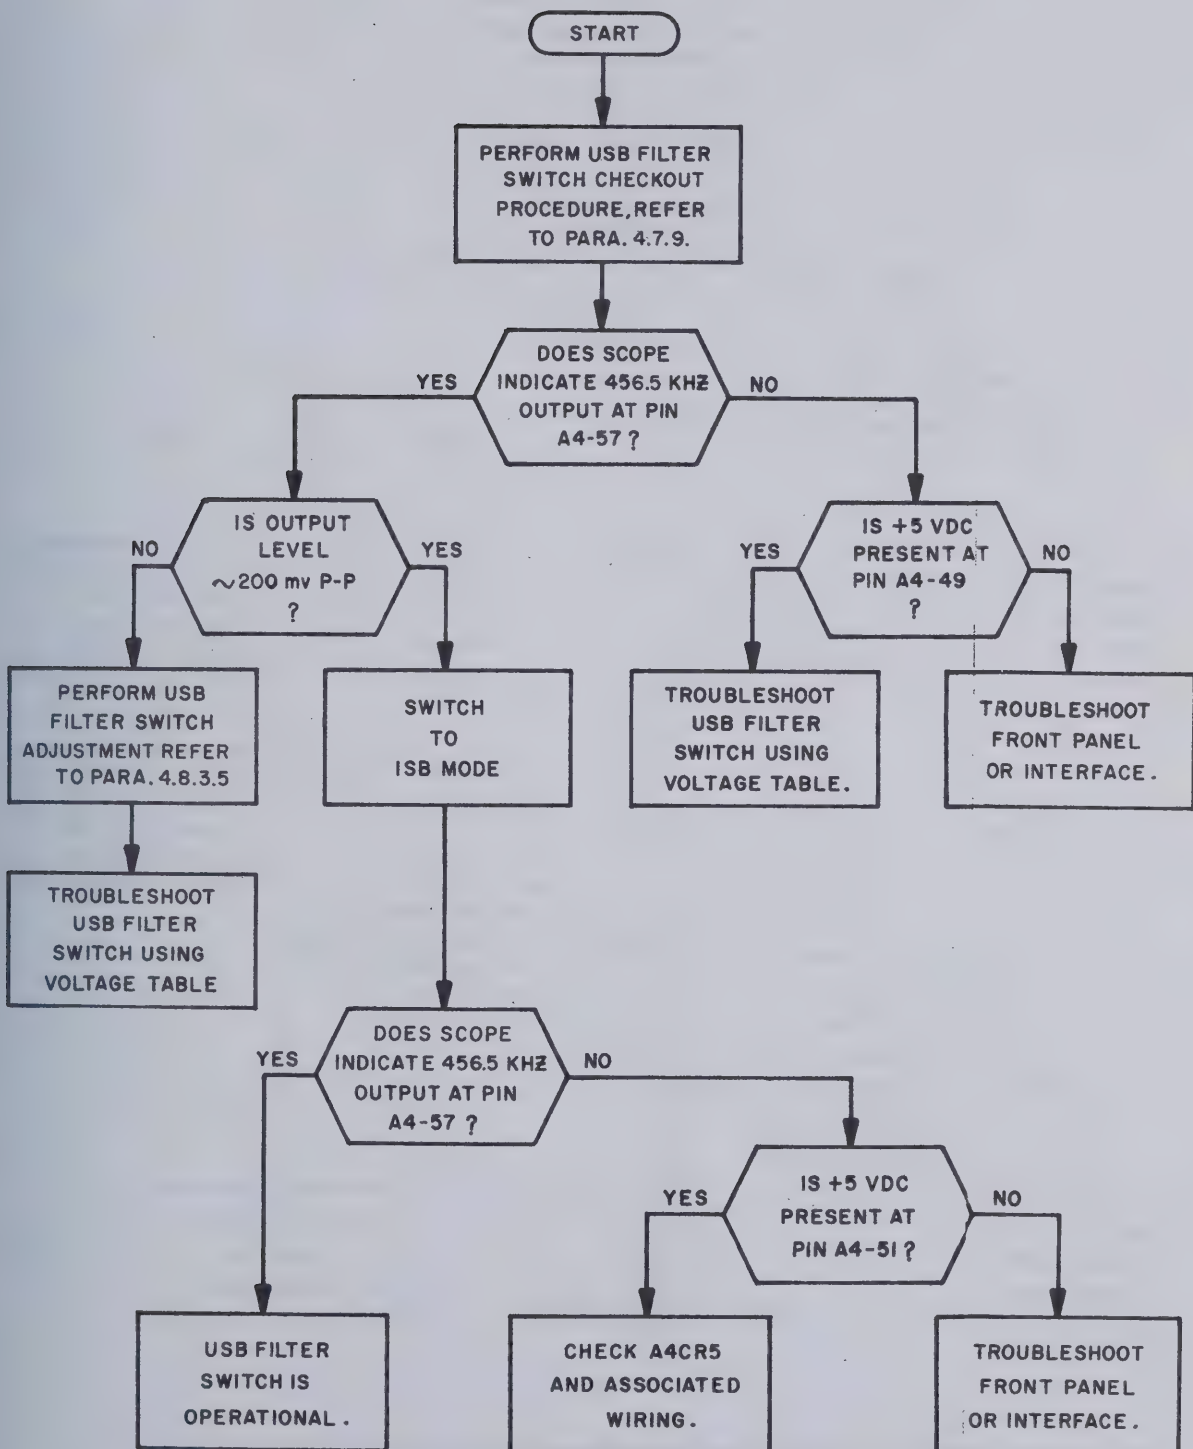 START
PERFORM USB FILTER
SWITCH CHECKOUT
PROCEDURE, REFER
TO PARA. 4.7.9.
DOES SCOPE
INDICATE 456.5 KHZ
OUTPUT AT PIN
A4-57 ?
YES
NO
IS OUTPUT
LEVEL
~200 mv P-P
?
NO
YES
IS +5 VDC
PRESENT AT
PIN A4-49
?
YES
NO
PERFORM USB
FILTER SWITCH
ADJUSTMENT REFER
TO PARA. 4.8.3.5
SWITCH
TO
ISB MODE
TROUBLESHOOT
USB FILTER
SWITCH USING
VOLTAGE TABLE.
TROUBLESHOOT
FRONT PANEL
OR INTERFACE.
TROUBLESHOOT
USB FILTER
SWITCH USING
VOLTAGE TABLE
DOES SCOPE
INDICATE 456.5 KHZ
OUTPUT AT PIN
A4-57 ?
YES
NO
IS +5 VDC
PRESENT AT
PIN A4-51 ?
YES
NO
USB FILTER
SWITCH IS
OPERATIONAL.
CHECK A4CR5
AND ASSOCIATED
WIRING.
TROUBLESHOOT
FRONT PANEL
OR INTERFACE.